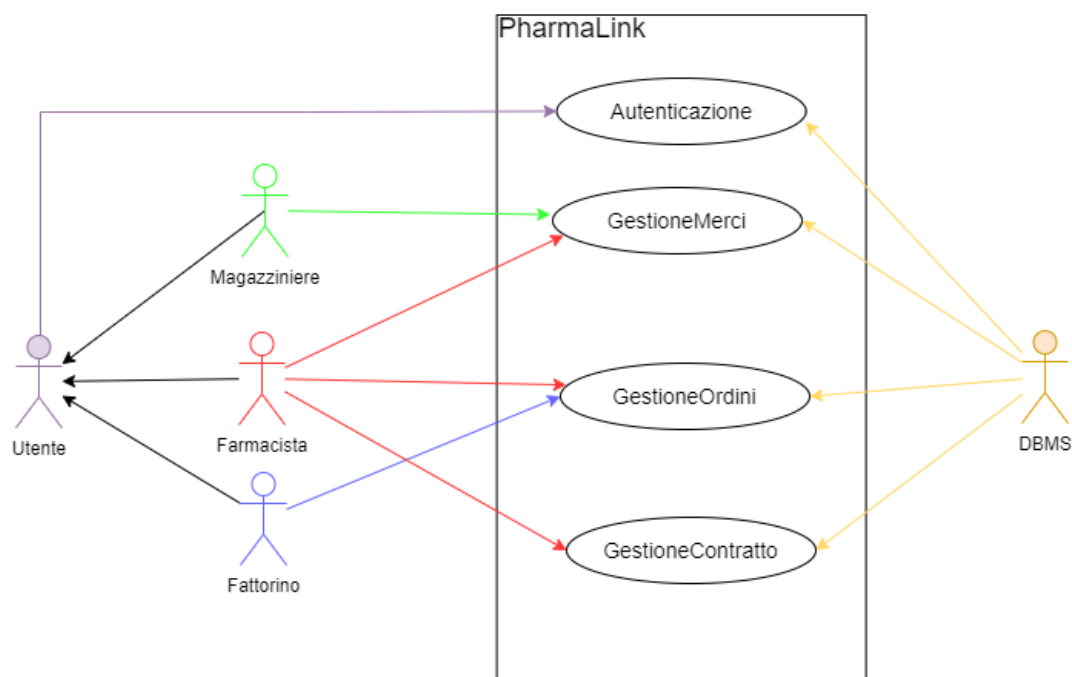 PharmaLink
Autenticazione
GestioneMerci
Magazziniere
GestioneOrdini
Utente
Farmacista
DBMS
GestioneContratto
Fattorino